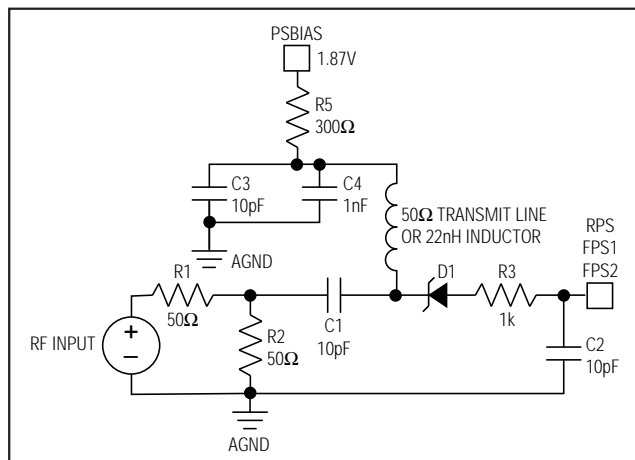 PSBIAS
1.87V
R5
300Ω
C3
10pF
C4
1nF
50Ω TRANSMIT LINE
OR 22nH INDUCTOR
RPS
FPS1
FPS2
AGND
R1
50Ω
D1
R3
1k
C1
10pF
RF INPUT
+
–
R2
50Ω
C2
10pF
AGND